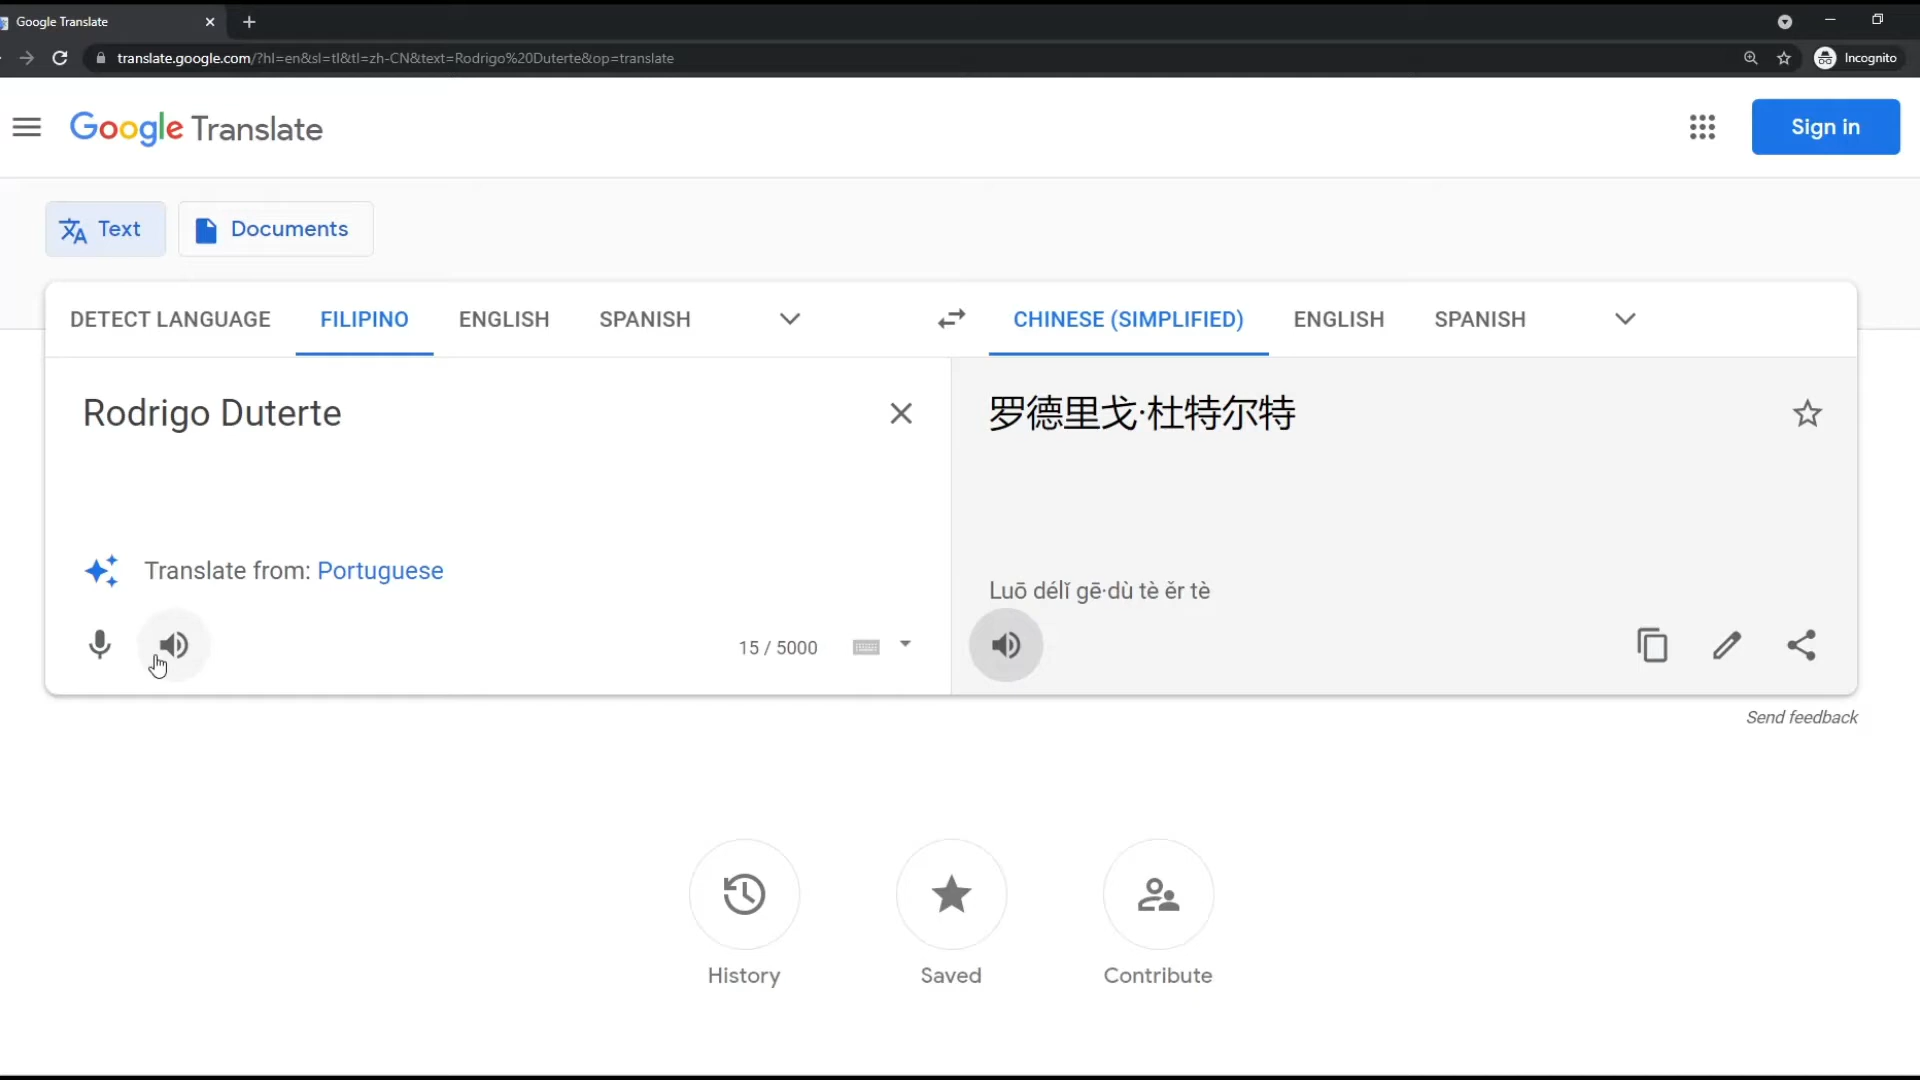 Google Translate
translate.google.com/?hl=en&sl=tl&tl=zh-CN&text=Rodrigo%20Duterte&op=translate
Incognito
Google Translate
Sign in
Text
Documents
DETECT LANGUAGE
FILIPINO
ENGLISH
SPANISH
CHINESE (SIMPLIFIED)
ENGLISH
SPANISH
Rodrigo Duterte
罗德里戈·杜特尔特
Translate from: Portuguese
Luō délǐ gē·dù tè ěr tè
15 / 5000
Send feedback
History
Saved
Contribute